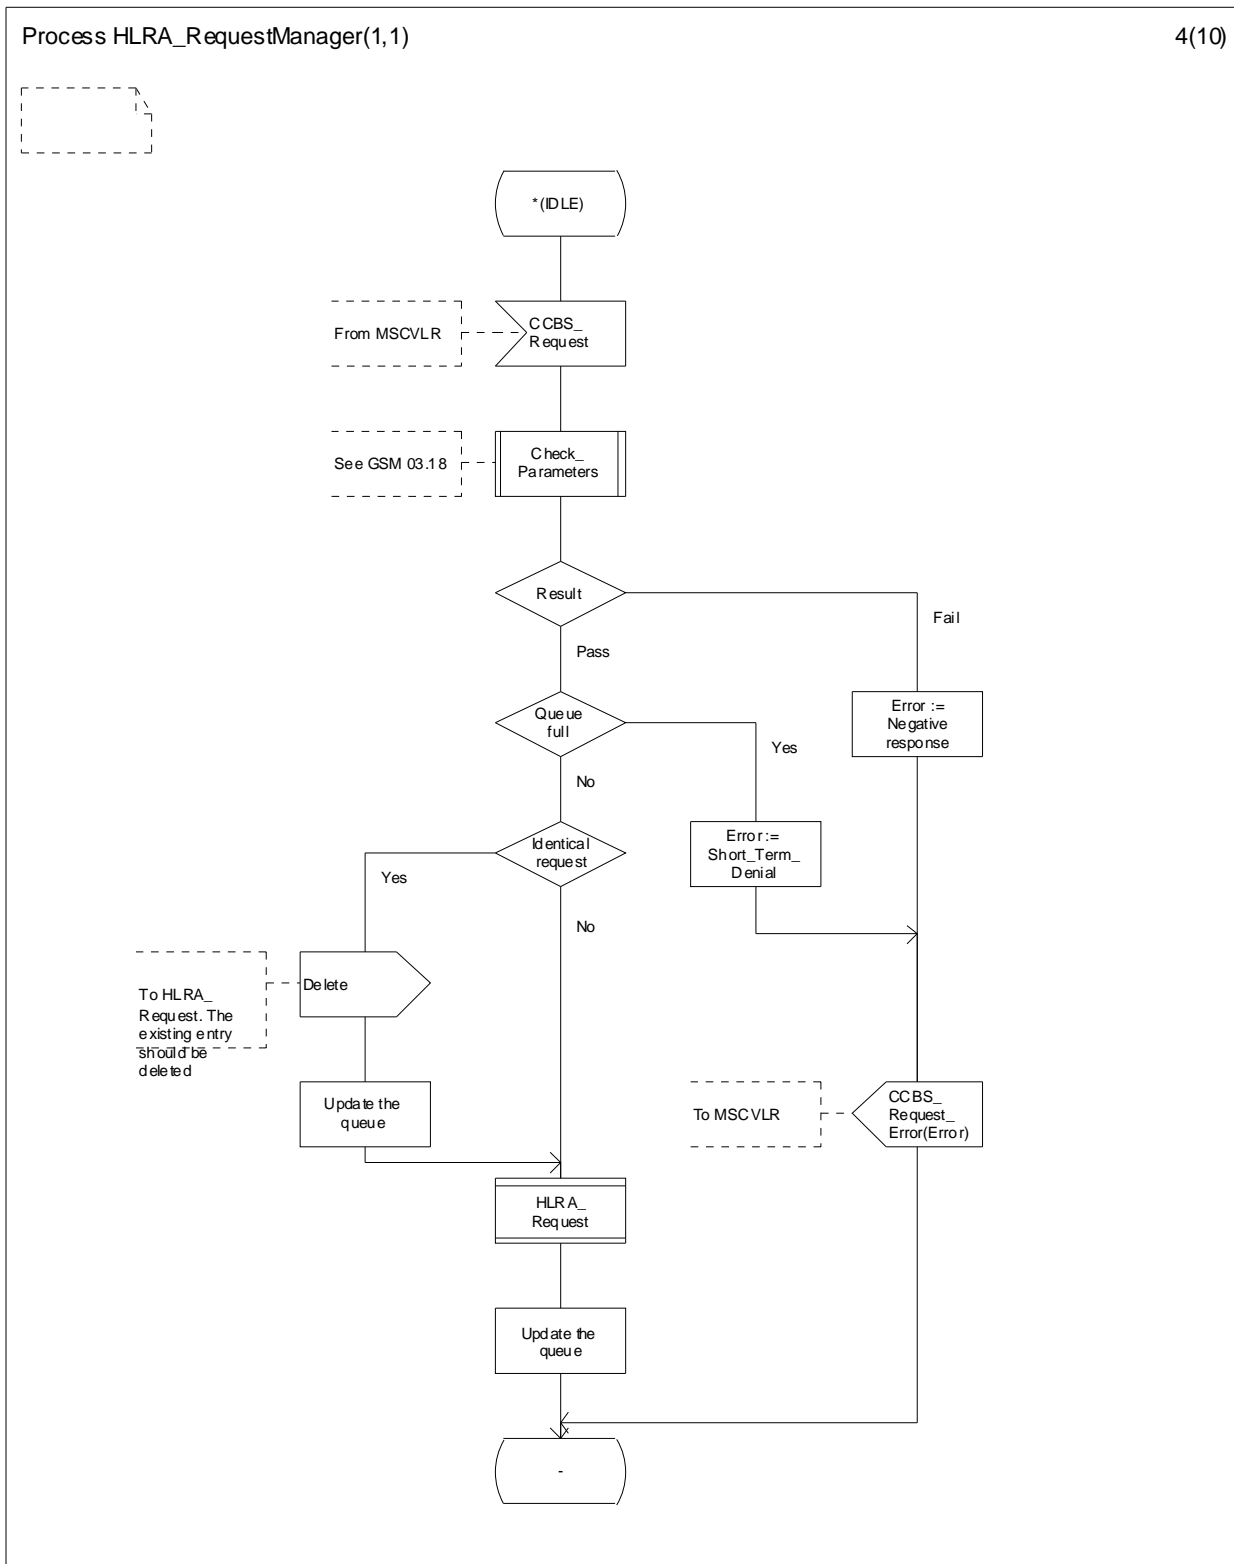 Process HLRA_RequestManager(1,1)
4(10)
*(IDLE)
From MSCVLR
CCBS_
Request
See GSM 03.18
Check_
Parameters
Result
Fail
Pass
Error :=
Negative
response
Queue
full
Yes
No
Error :=
Short_Term_
Denial
Identical
request
Yes
No
Delete
To HLRA_
Request. The
existing entry
should be
deleted
Update the
queue
To MSCVLR
CCBS_
Request_
Error(Error)
HLRA_
Request
Update the
queue
-